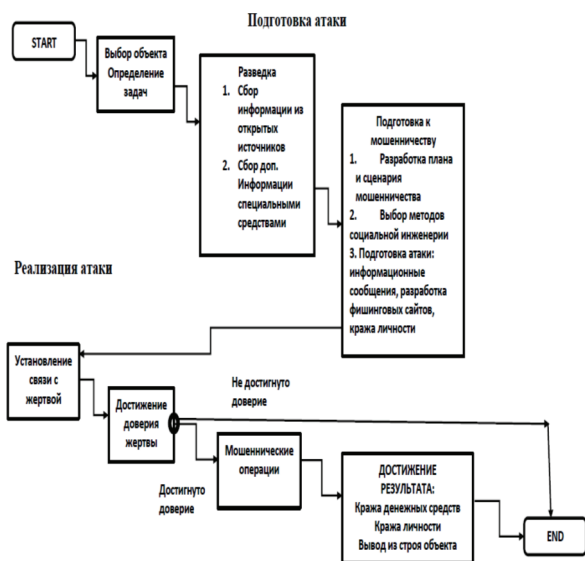 Подготовка атаки
START
Выбор объекта
Определение
задач
Разведка
1. Сбор
информации из
открытых
источников
2. Сбор доп.
Информации
специальными
средствами
Подготовка к
мошенничеству
1. Разработка плана
и сценария
мошенничества
2. Выбор методов
социальной инженерии
3. Подготовка атаки:
информационные
сообщения, разработка
фишинговых сайтов,
кража личности
Реализация атаки
Установление
связи с
жертвой
Достижение
доверия
жертвы
Не достигнуто
доверие
Достигнуто
доверие
Мошеннические
операции
ДОСТИЖЕНИЕ
РЕЗУЛЬТАТА:
Кража денежных средств
Кража личности
Вывод из строя объекта
END